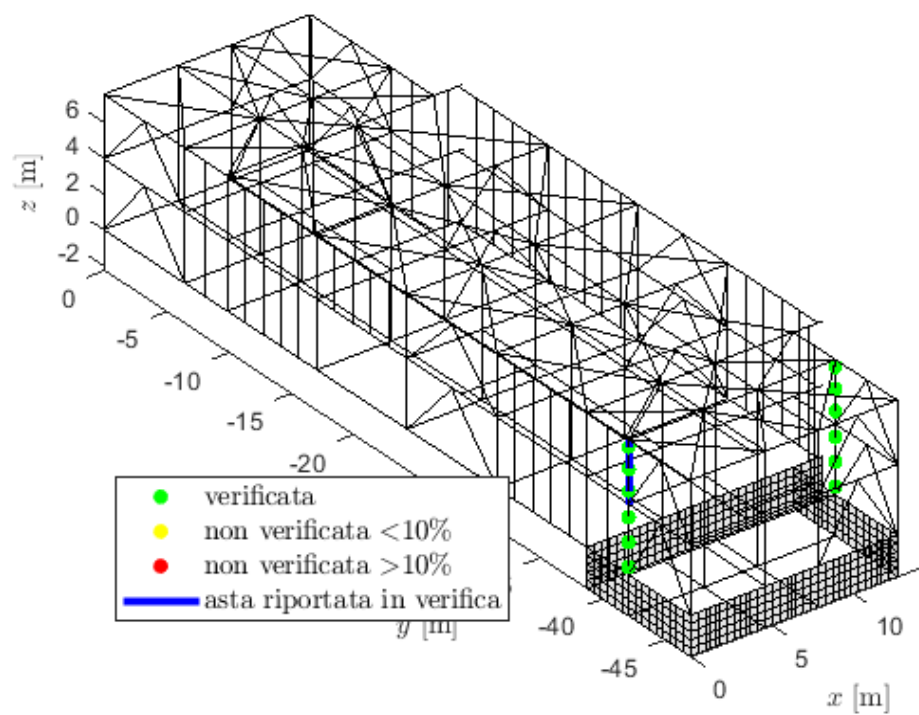 6
4
2
0
-2
z [m]
0
-5
-10
-15
-20
verificata
non verificata <10%
non verificata >10%
asta riportata in verifica
y [m]
-40
-45
0
5
10
x [m]